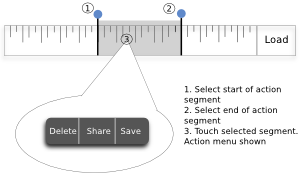 ① ②
③ Load
Delete Share Save
1. Select start of action
segment
2. Select end of action
segment
3. Touch selected segment.
Action menu shown